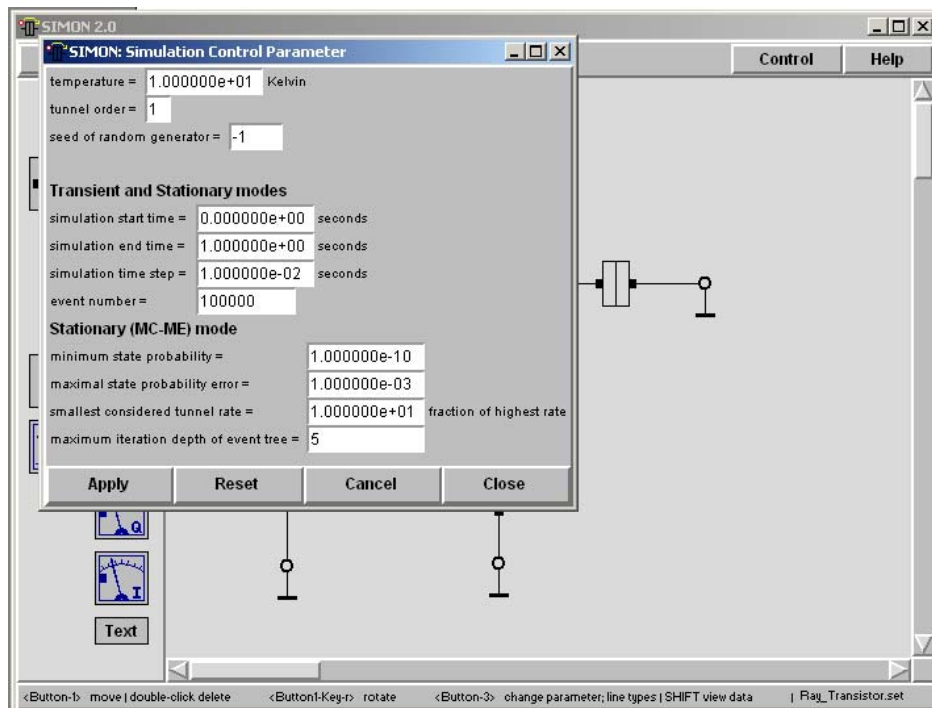 SIMON 2.0
SIMON: Simulation Control Parameter
Control Help
temperature = 1.000000e+01 Kelvin
tunnel order = 1
seed of random generator = -1
Transient and Stationary modes
simulation start time = 0.000000e+00 seconds
simulation end time = 1.000000e+00 seconds
simulation time step = 1.000000e-02 seconds
event number = 100000
Stationary (MC-ME) mode
minimum state probability = 1.000000e-10
maximal state probability error = 1.000000e-03
smallest considered tunnel rate = 1.000000e+01 fraction of highest rate
maximum iteration depth of event tree = 5
Apply Reset Cancel Close
Q
I
Text
<Button-1> move | double-click delete <Button1-Key-r> rotate <Button-3> change parameter; line types | SHIFT view data | Ray_Transistor.set